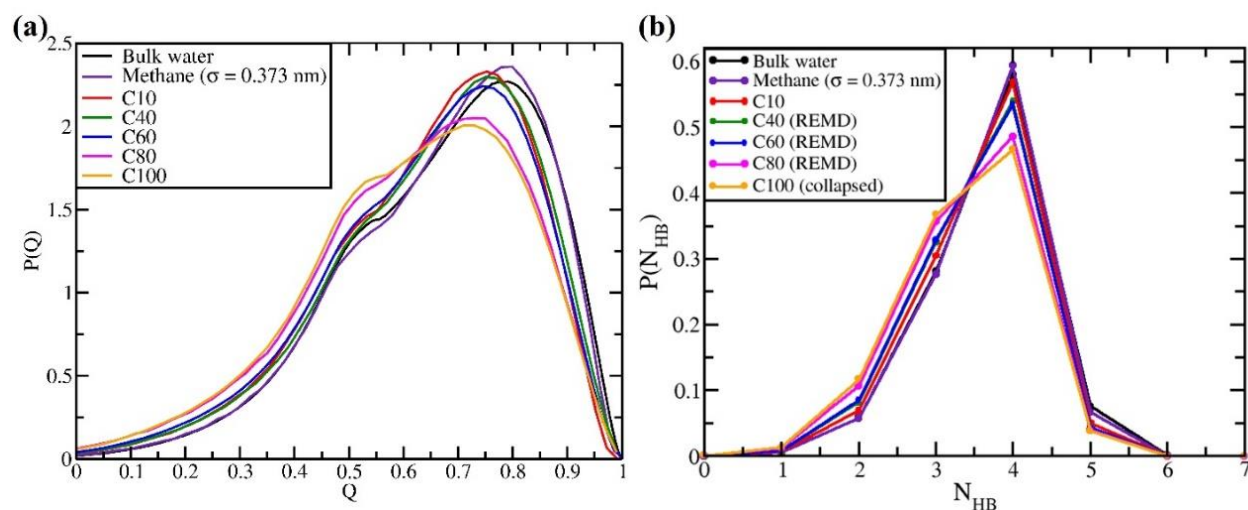 (a)
P(Q)
2.5
2
1.5
1
0.5
0
Bulk water
Methane (σ = 0.373 nm)
C10
C40
C60
C80
C100
0 0.1 0.2 0.3 0.4 0.5 0.6 0.7 0.8 0.9 1
Q
(b)
P(N_HB)
0.6
0.5
0.4
0.3
0.2
0.1
0
Bulk water
Methane (σ = 0.373 nm)
C10
C40 (REMD)
C60 (REMD)
C80 (REMD)
C100 (collapsed)
0 1 2 3 4 5 6 7
N_HB